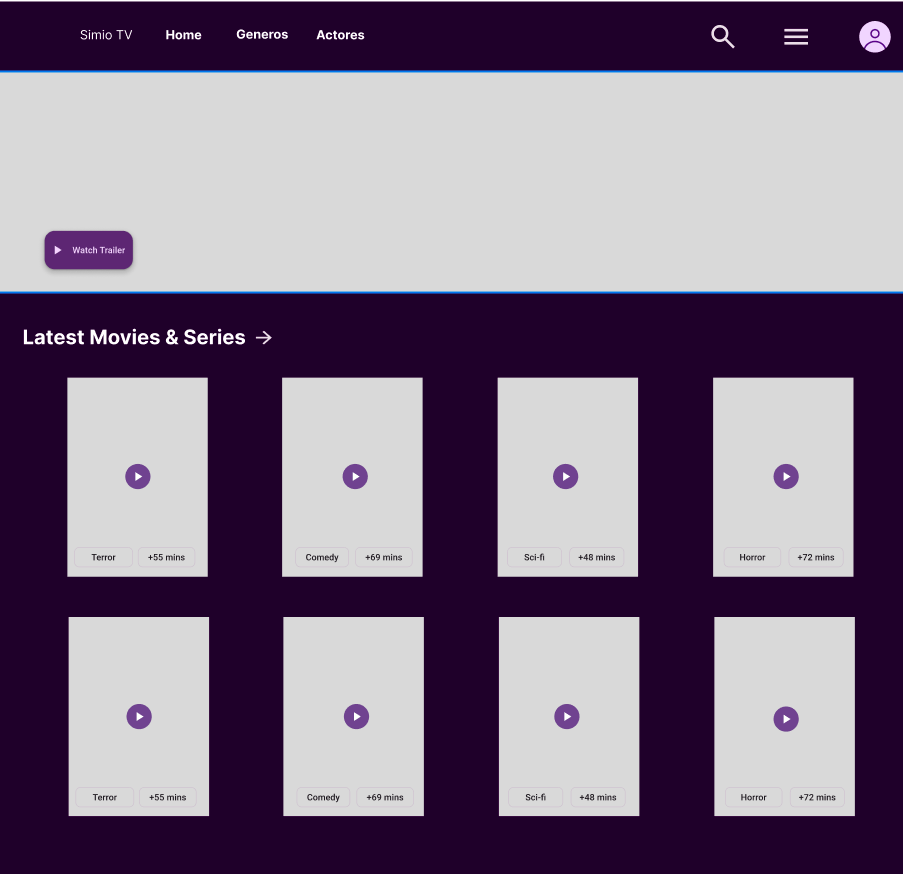 Simio TV Home Generos Actores
Watch Trailer
Latest Movies & Series →
Terror +55 mins Comedy +69 mins Sci-fi +48 mins Horror +72 mins
Terror +55 mins Comedy +69 mins Sci-fi +48 mins Horror +72 mins